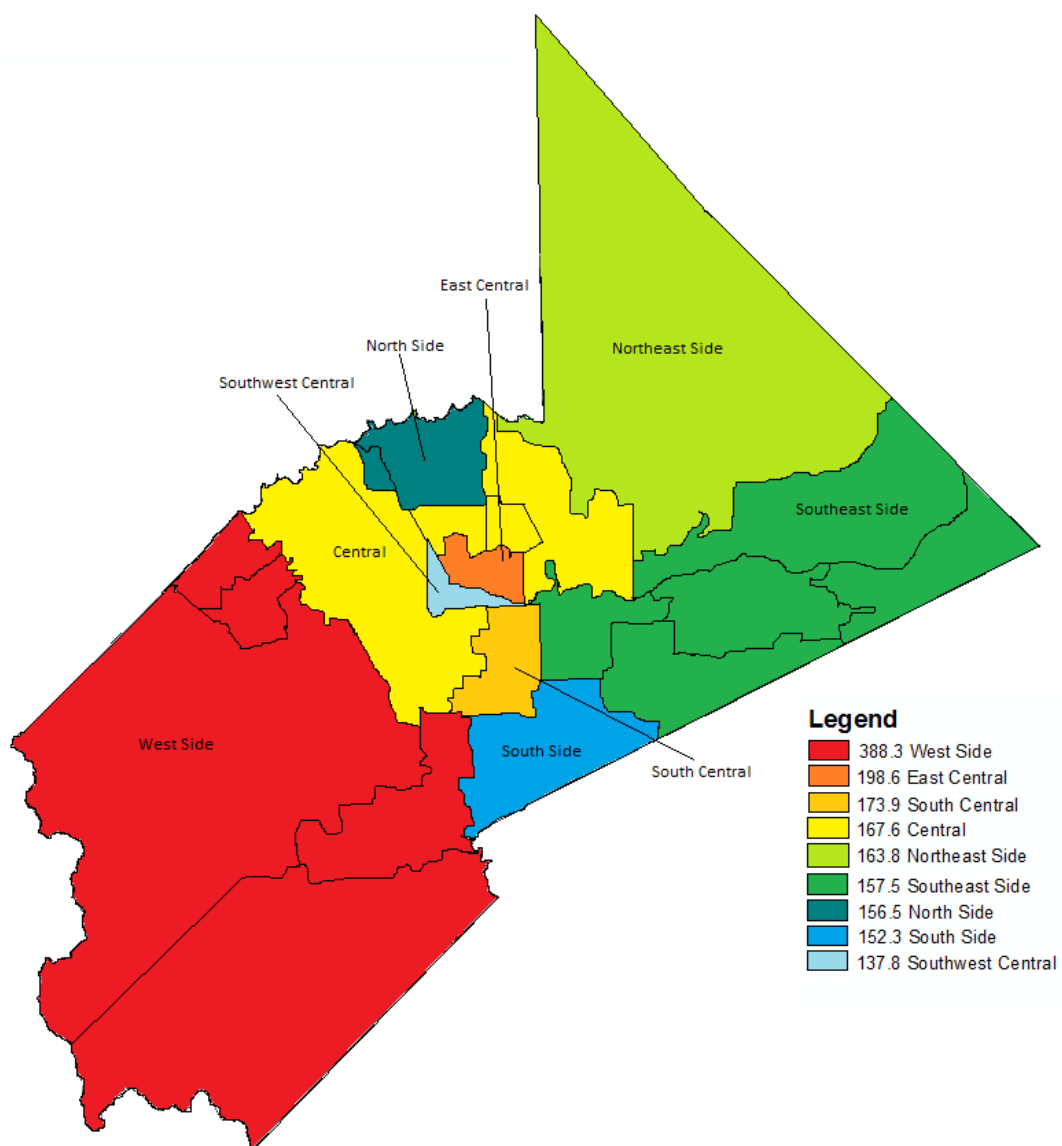 East Central
North Side
Northeast Side
Southwest Central
Southeast Side
Central
West Side
South Side
South Central
Legend
388.3 West Side
198.6 East Central
173.9 South Central
167.6 Central
163.8 Northeast Side
157.5 Southeast Side
156.5 North Side
152.3 South Side
137.8 Southwest Central